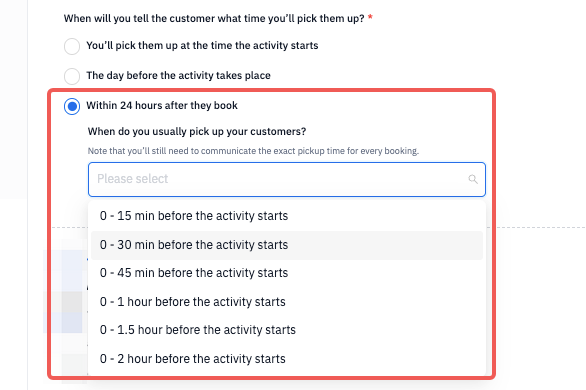 When will you tell the customer what time you'll pick them up? *
You'll pick them up at the time the activity starts
The day before the activity takes place
Within 24 hours after they book
When do you usually pick up your customers?
Note that you'll still need to communicate the exact pickup time for every booking.
Please select
0 - 15 min before the activity starts
0 - 30 min before the activity starts
0 - 45 min before the activity starts
0 - 1 hour before the activity starts
0 - 1.5 hour before the activity starts
0 - 2 hour before the activity starts